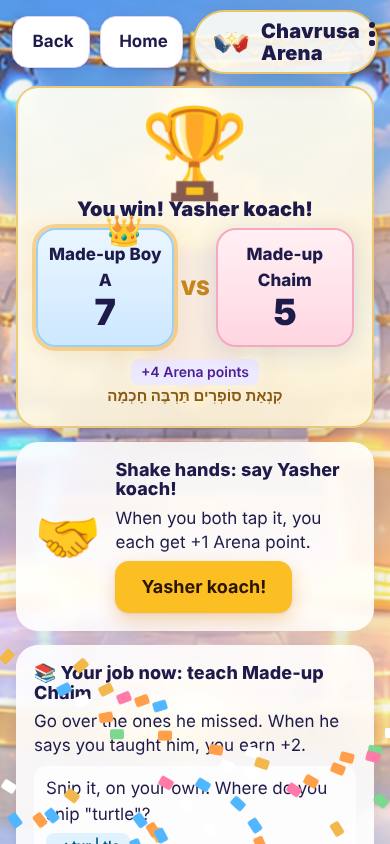 Back
Home
Chavrusa
Arena
You win! Yasher koach!
Made-up Boy
A
7
VS
Made-up
Chaim
5
+4 Arena points
קִנְאַת סוֹפְרִים תַּרְבֶּה חָכְמָה
Shake hands: say Yasher
koach!
When you both tap it, you
each get +1 Arena point.
Yasher koach!
Your job now: teach Made-up
Chaim
Go over the ones he missed. When he
says you taught him, you earn +2.
Snip it, on your own. Where do you
snip "turtle"?